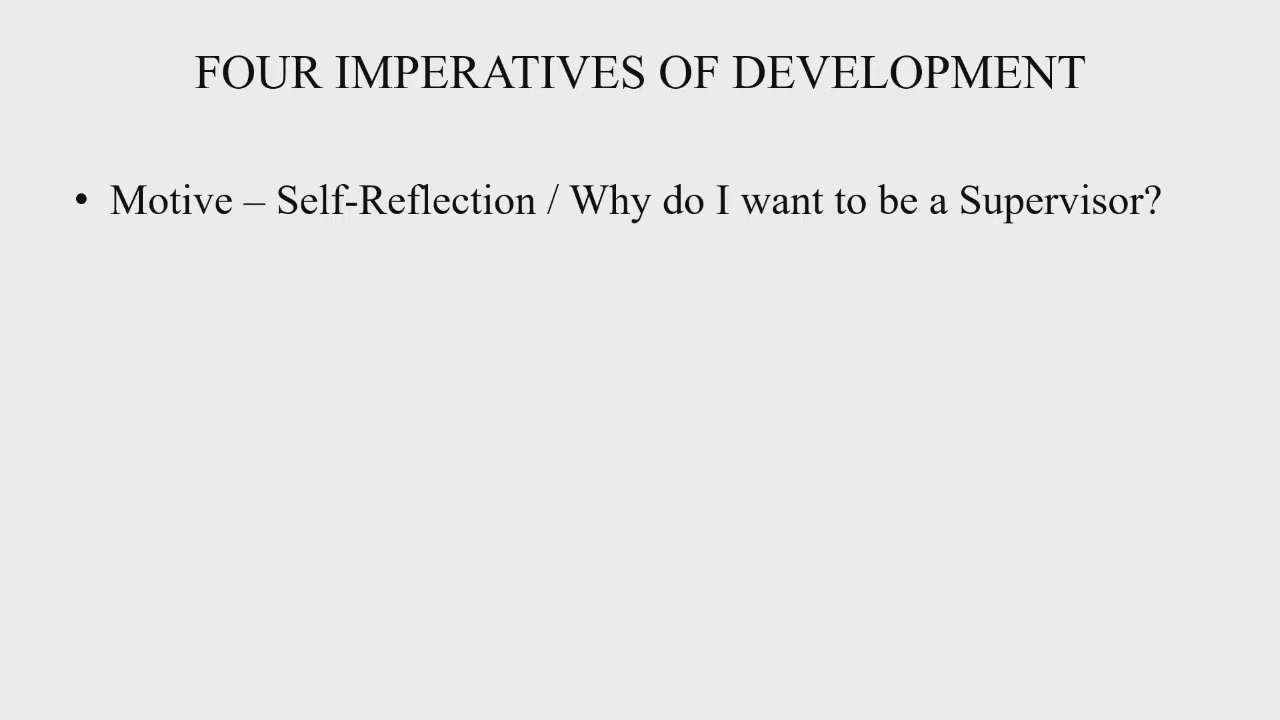 FOUR IMPERATIVES OF DEVELOPMENT
• Motive – Self-Reflection / Why do I want to be a Supervisor?